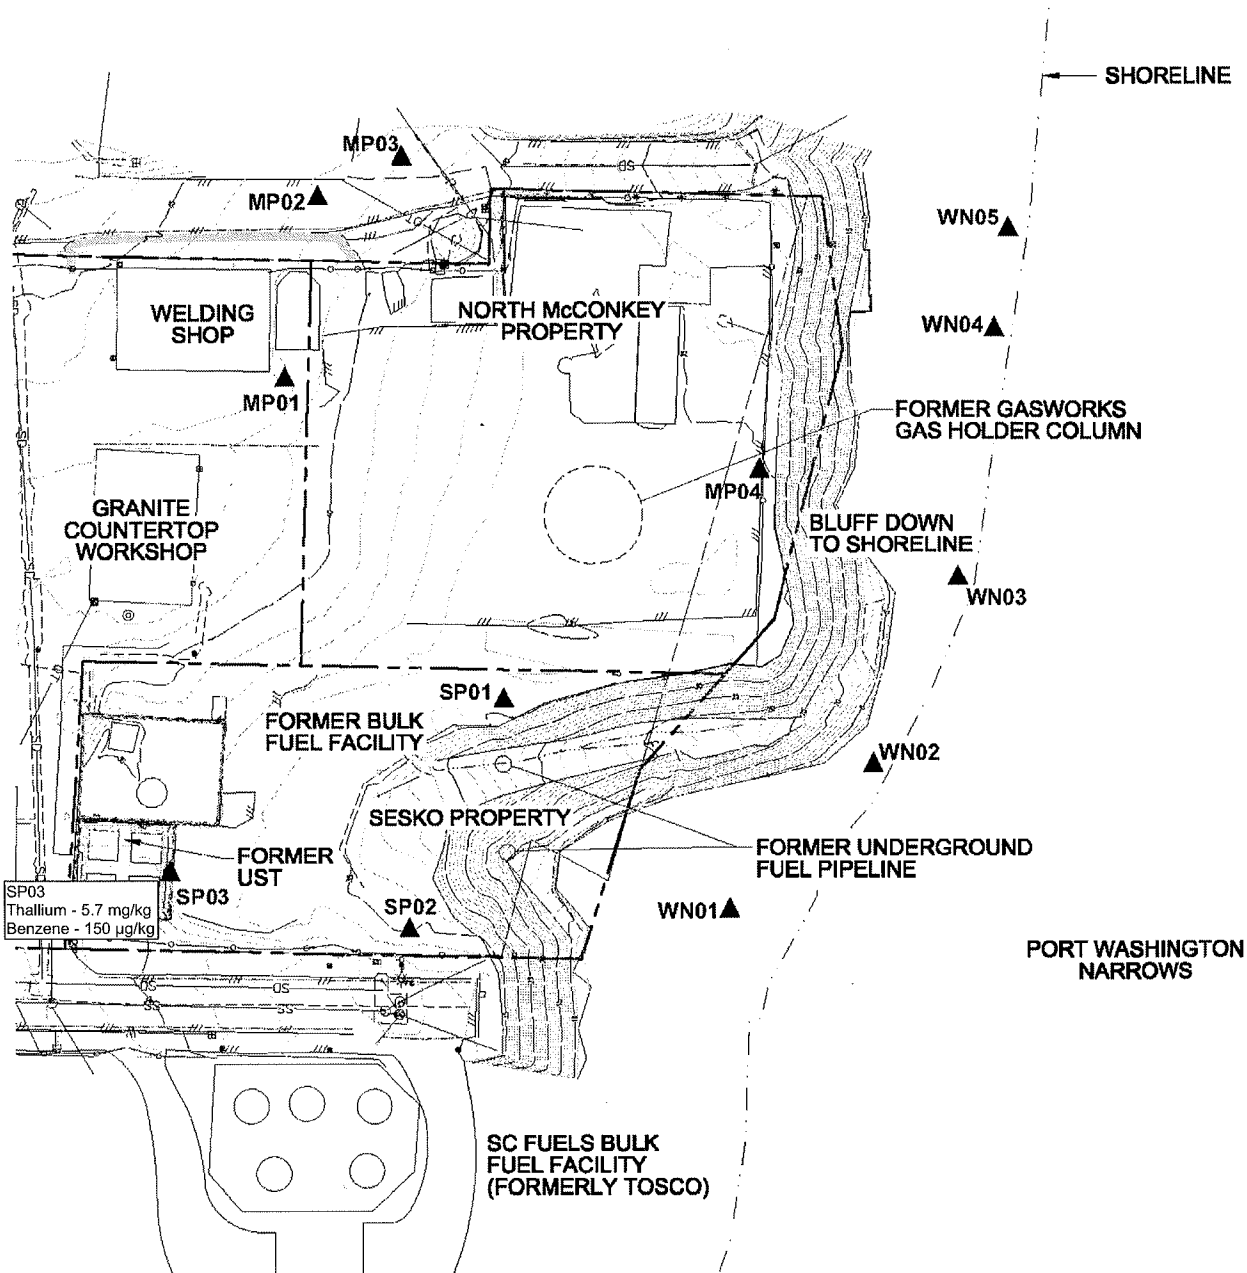 SHORELINE
MP03
MP02
WN05
WELDING
SHOP
NORTH McCONKEY
PROPERTY
WN04
MP01
FORMER GASWORKS
GAS HOLDER COLUMN
MP04
GRANITE
COUNTERTOP
WORKSHOP
BLUFF DOWN
TO SHORELINE
WN03
SP01
FORMER BULK
FUEL FACILITY
WN02
SESKO PROPERTY
FORMER UNDERGROUND
FUEL PIPELINE
FORMER
UST
SP03
SP03
Thallium - 5.7 mg/kg
Benzene - 150 µg/kg
SP02
WN01
PORT WASHINGTON
NARROWS
SD
SD
SD
SS
SS
SC FUELS BULK
FUEL FACILITY
(FORMERLY TOSCO)